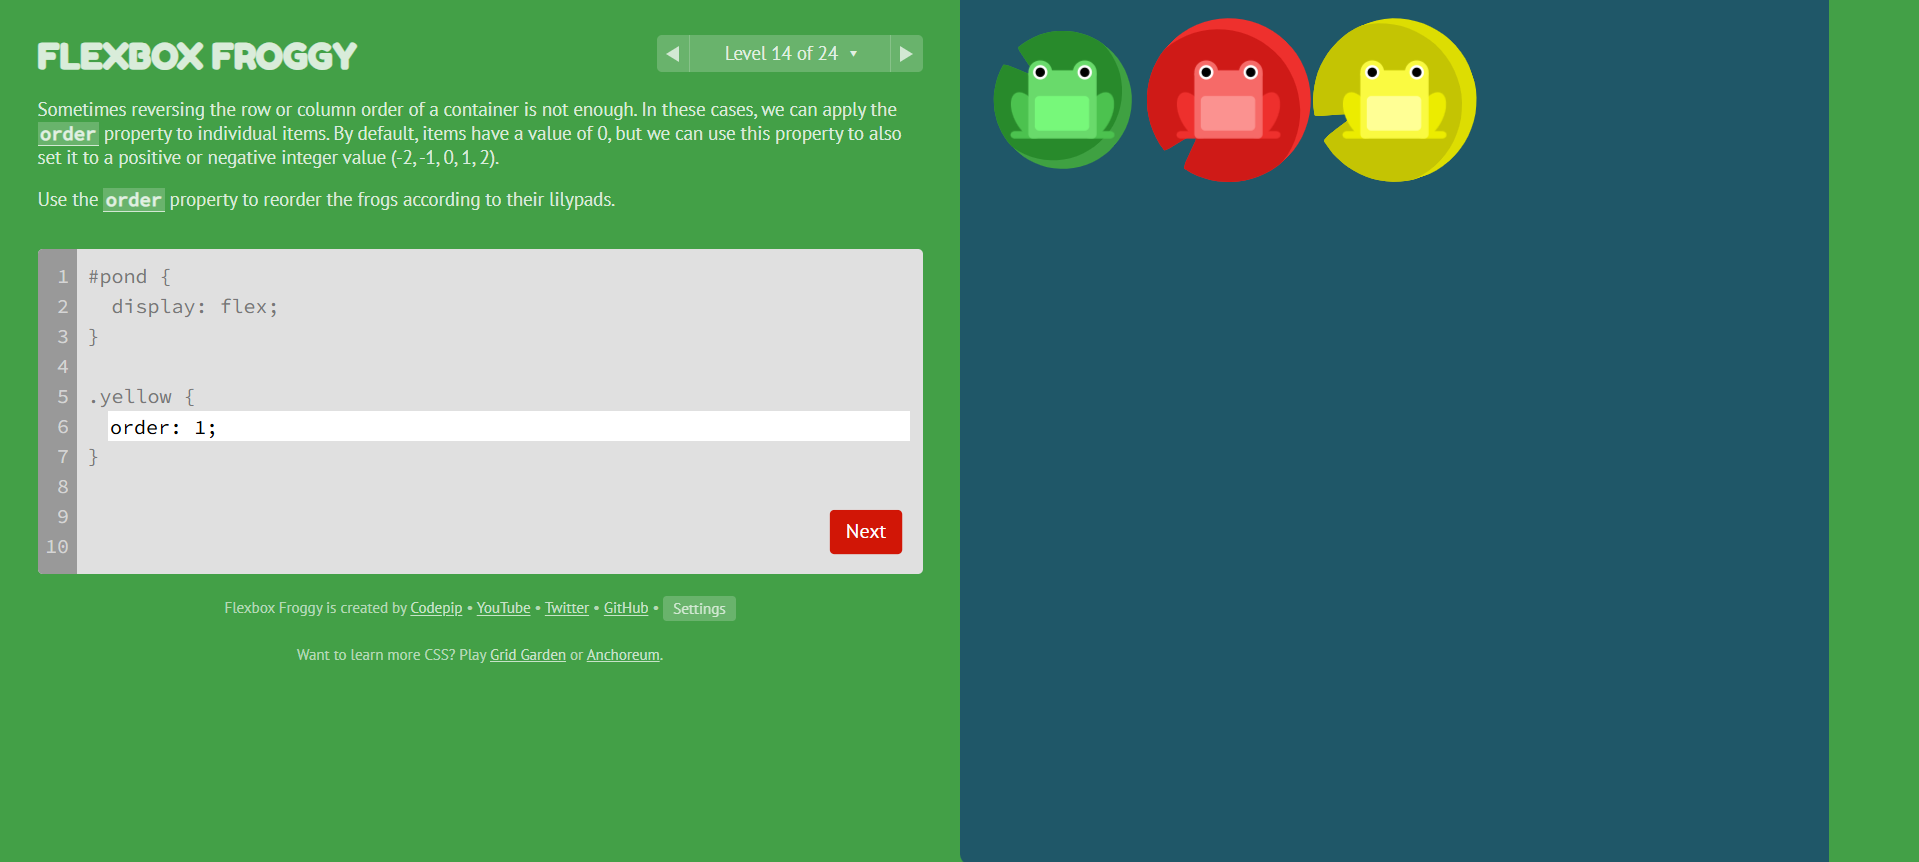 FLEXBOX FROGGY
◀ Level 14 of 24 ▼ ▶
Sometimes reversing the row or column order of a container is not enough. In these cases, we can apply the
order property to individual items. By default, items have a value of 0, but we can use this property to also
set it to a positive or negative integer value (-2, -1, 0, 1, 2).
Use the order property to reorder the frogs according to their lilypads.
1 #pond {
2   display: flex;
3 }
4
5 .yellow {
6   order: 1;
7 }
8
9
10
Next
Flexbox Froggy is created by Codepip • YouTube • Twitter • GitHub • Settings
Want to learn more CSS? Play Grid Garden or Anchoreum.